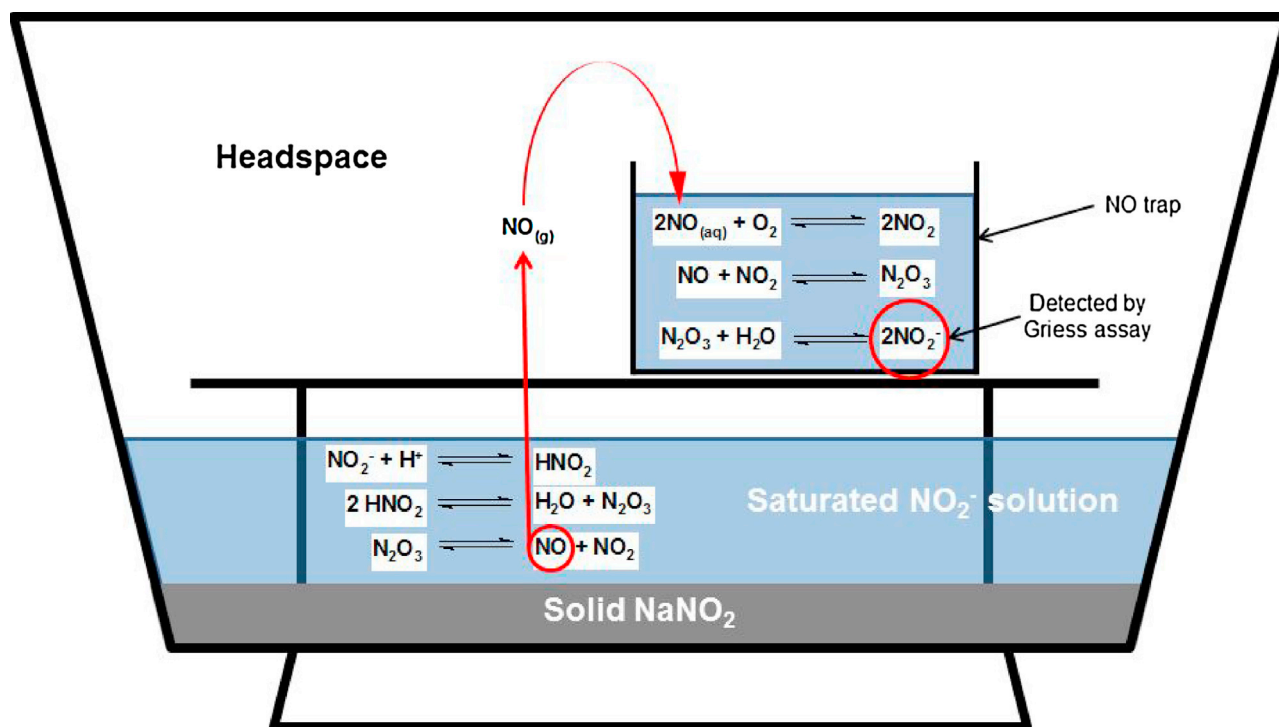 Headspace
NO(g)
2NO(aq) + O2 ⇌ 2NO2
NO + NO2 ⇌ N2O3
N2O3 + H2O ⇌ 2NO2-
NO trap
Detected by
Griess assay
NO2- + H+ ⇌ HNO2
2 HNO2 ⇌ H2O + N2O3
N2O3 ⇌ NO + NO2
Saturated NO2- solution
Solid NaNO2